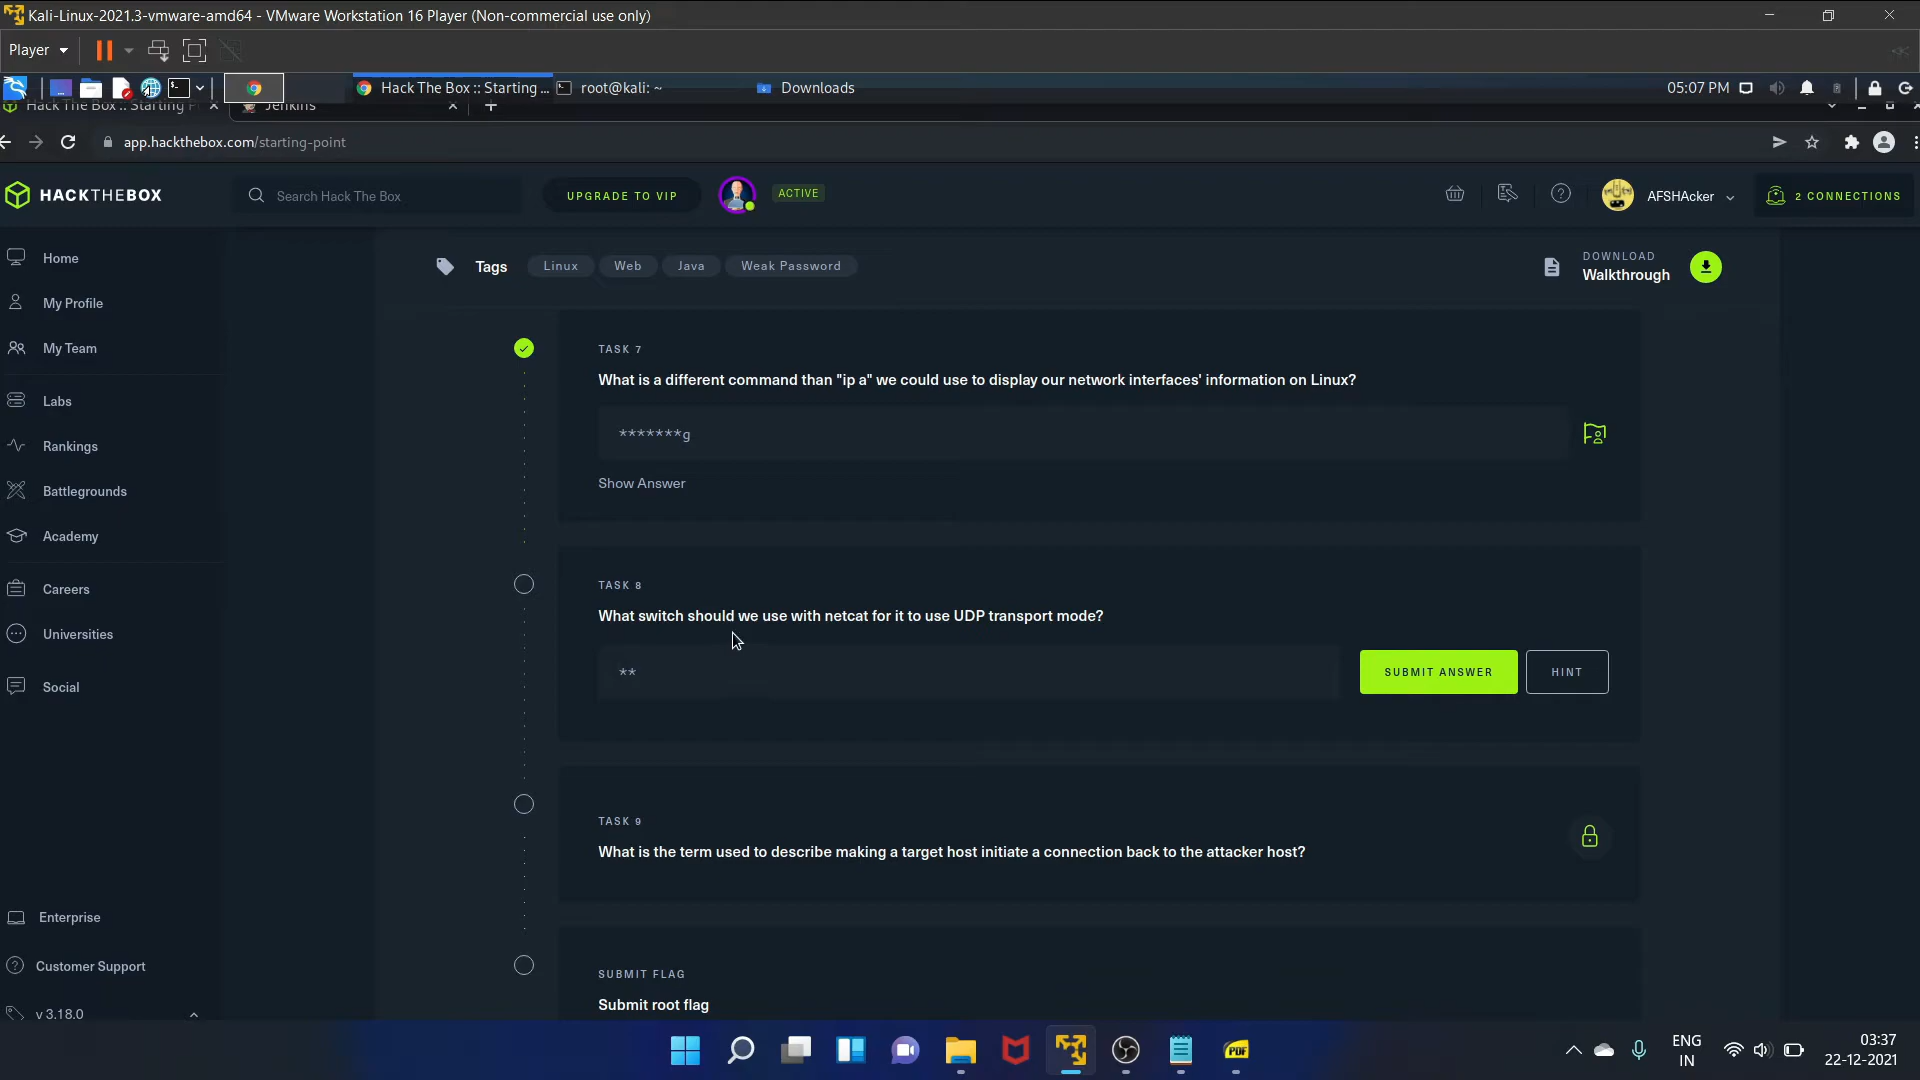 Kali-Linux-2021.3-vmware-amd64 - VMware Workstation 16 Player (Non-commercial use only)
Player
Hack The Box :: Starting ...
root@kali: ~
Downloads
05:07 PM
Hack The Box :: Starting P
Jenkins
app.hackthebox.com/starting-point
HACKTHEBOX
Search Hack The Box
UPGRADE TO VIP
ACTIVE
AFSHAcker
2 CONNECTIONS
Home
My Profile
My Team
Labs
Rankings
Battlegrounds
Academy
Careers
Universities
Social
Enterprise
Customer Support
v 3.18.0
Tags
Linux
Web
Java
Weak Password
DOWNLOAD
Walkthrough
TASK 7
What is a different command than "ip a" we could use to display our network interfaces' information on Linux?
*******g
Show Answer
TASK 8
What switch should we use with netcat for it to use UDP transport mode?
**
SUBMIT ANSWER
HINT
TASK 9
What is the term used to describe making a target host initiate a connection back to the attacker host?
SUBMIT FLAG
Submit root flag
PDF
ENG
IN
03:37
22-12-2021